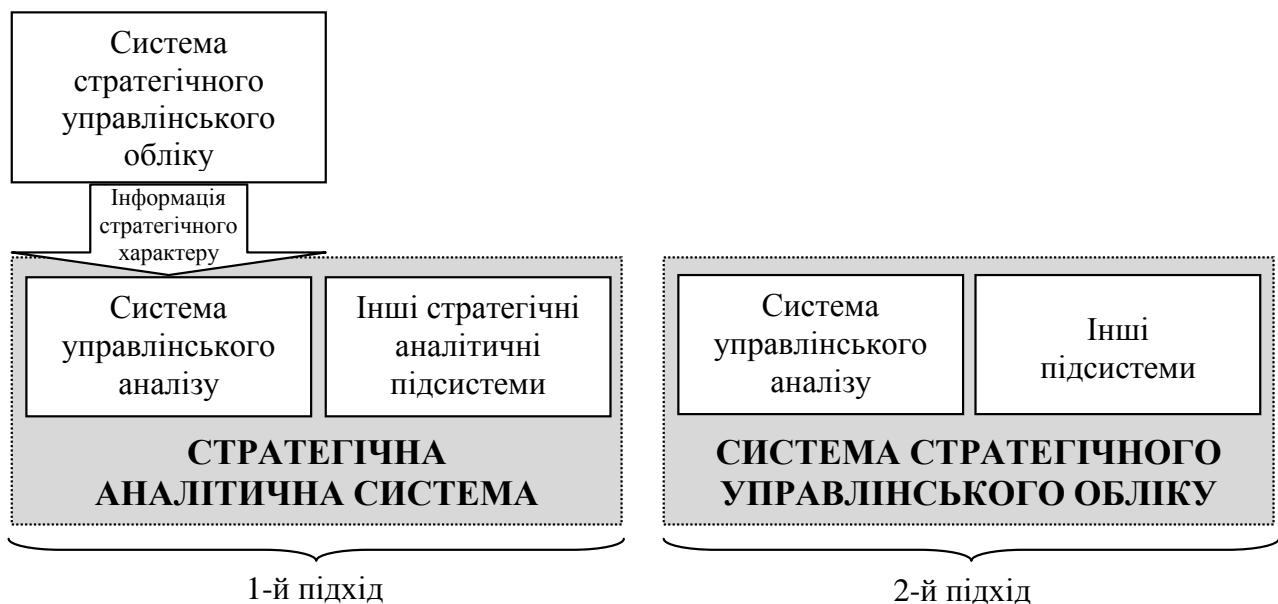 Система
стратегічного
управлінського
обліку
Інформація
стратегічного
характеру
Система
управлінського
аналізу
Інші стратегічні
аналітичні
підсистеми
СТРАТЕГІЧНА
АНАЛІТИЧНА СИСТЕМА
1-й підхід
Система
управлінського
аналізу
Інші
підсистеми
СИСТЕМА СТРАТЕГІЧНОГО
УПРАВЛІНСЬКОГО ОБЛІКУ
2-й підхід